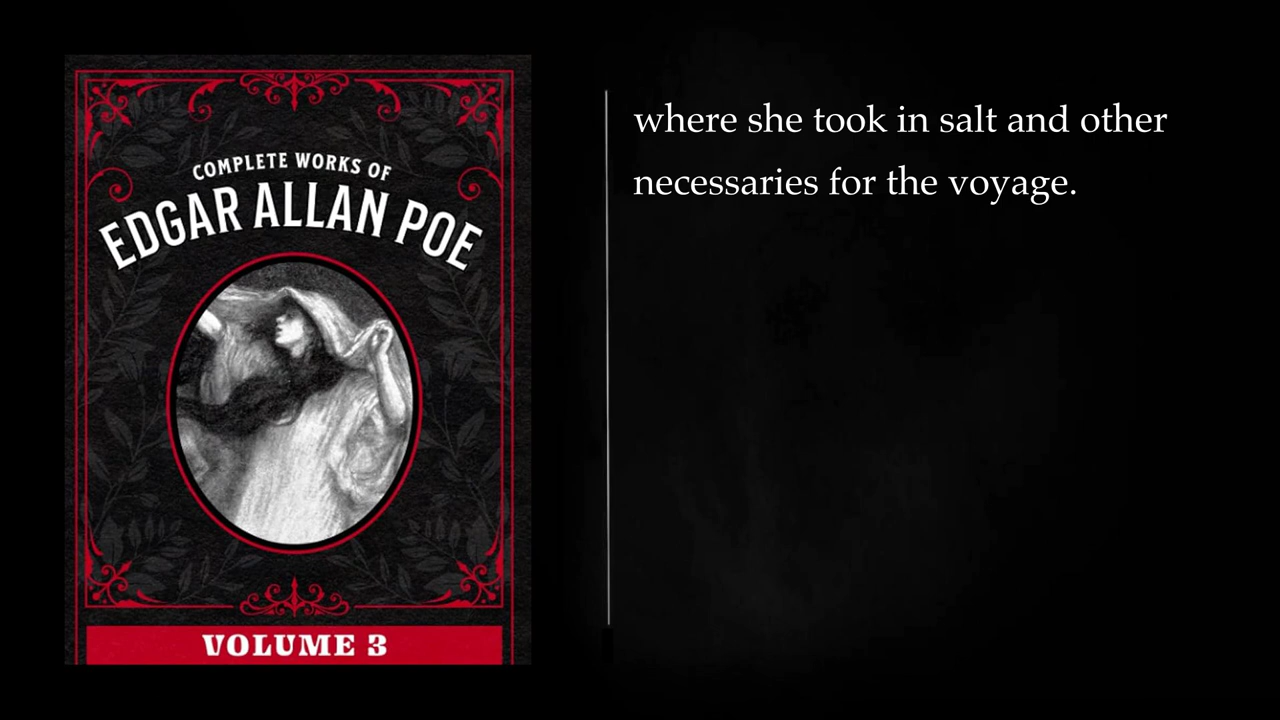 COMPLETE WORKS OF
EDGAR ALLAN POE
VOLUME 3
where she took in salt and other
necessaries for the voyage.